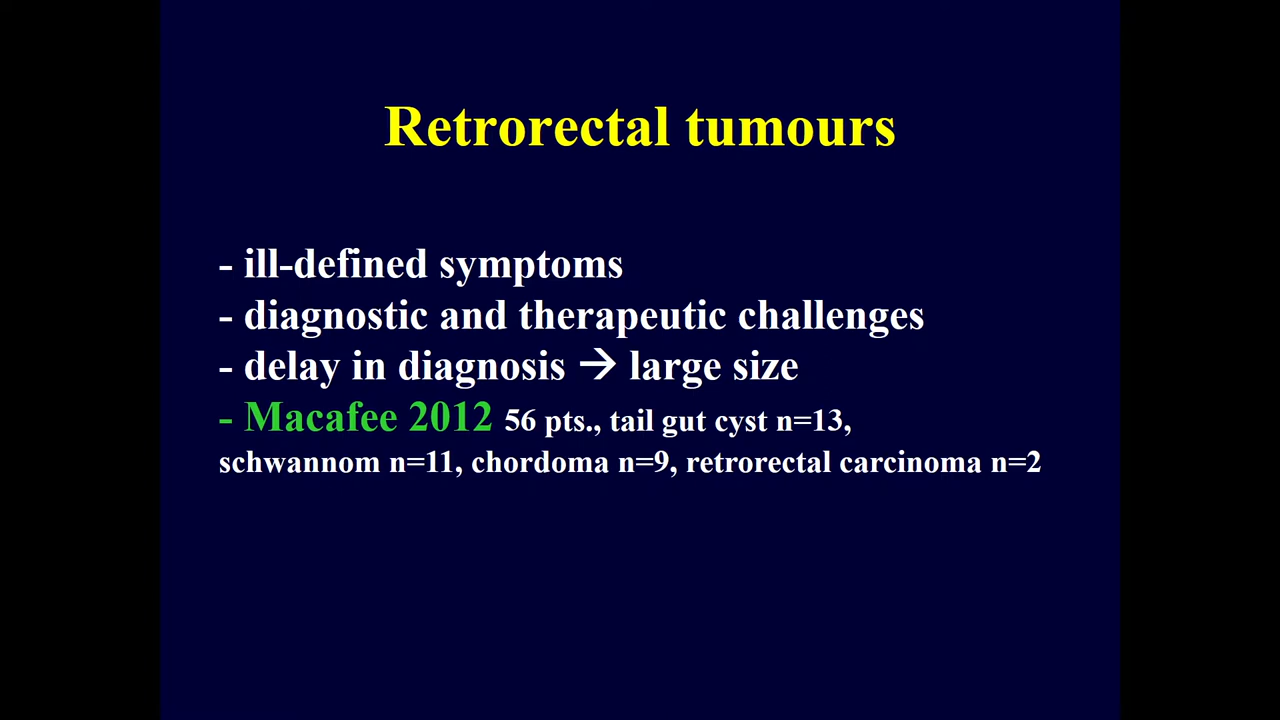 Retrorectal tumours
- ill-defined symptoms
- diagnostic and therapeutic challenges
- delay in diagnosis → large size
- Macafee 2012 56 pts., tail gut cyst n=13,
schwannom n=11, chordoma n=9, retrorectal carcinoma n=2